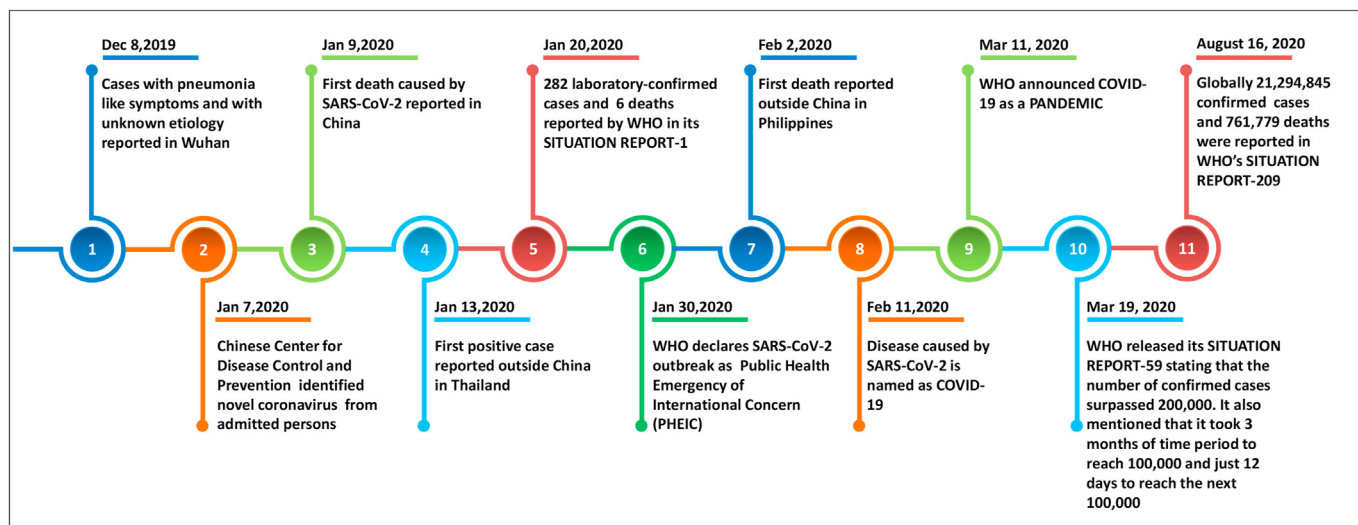 Dec 8,2019
Cases with pneumonia
like symptoms and with
unknown etiology
reported in Wuhan
1
Jan 7,2020
Chinese Center for
Disease Control and
Prevention identified
novel coronavirus from
admitted persons
2
Jan 9,2020
First death caused by
SARS-CoV-2 reported in
China
3
Jan 13,2020
First positive case
reported outside China
in Thailand
4
Jan 20,2020
282 laboratory-confirmed
cases and 6 deaths
reported by WHO in its
SITUATION REPORT-1
5
Jan 30,2020
WHO declares SARS-CoV-2
outbreak as Public Health
Emergency of
International Concern
(PHEIC)
6
Feb 2,2020
First death reported
outside China in
Philippines
7
Feb 11,2020
Disease caused by
SARS-CoV-2 is
named as COVID-
19
8
Mar 11, 2020
WHO announced COVID-
19 as a PANDEMIC
9
Mar 19, 2020
WHO released its SITUATION
REPORT-59 stating that the
number of confirmed cases
surpassed 200,000. It also
mentioned that it took 3
months of time period to
reach 100,000 and just 12
days to reach the next
100,000
10
August 16, 2020
Globally 21,294,845
confirmed cases
and 761,779 deaths
were reported in
WHO's SITUATION
REPORT-209
11